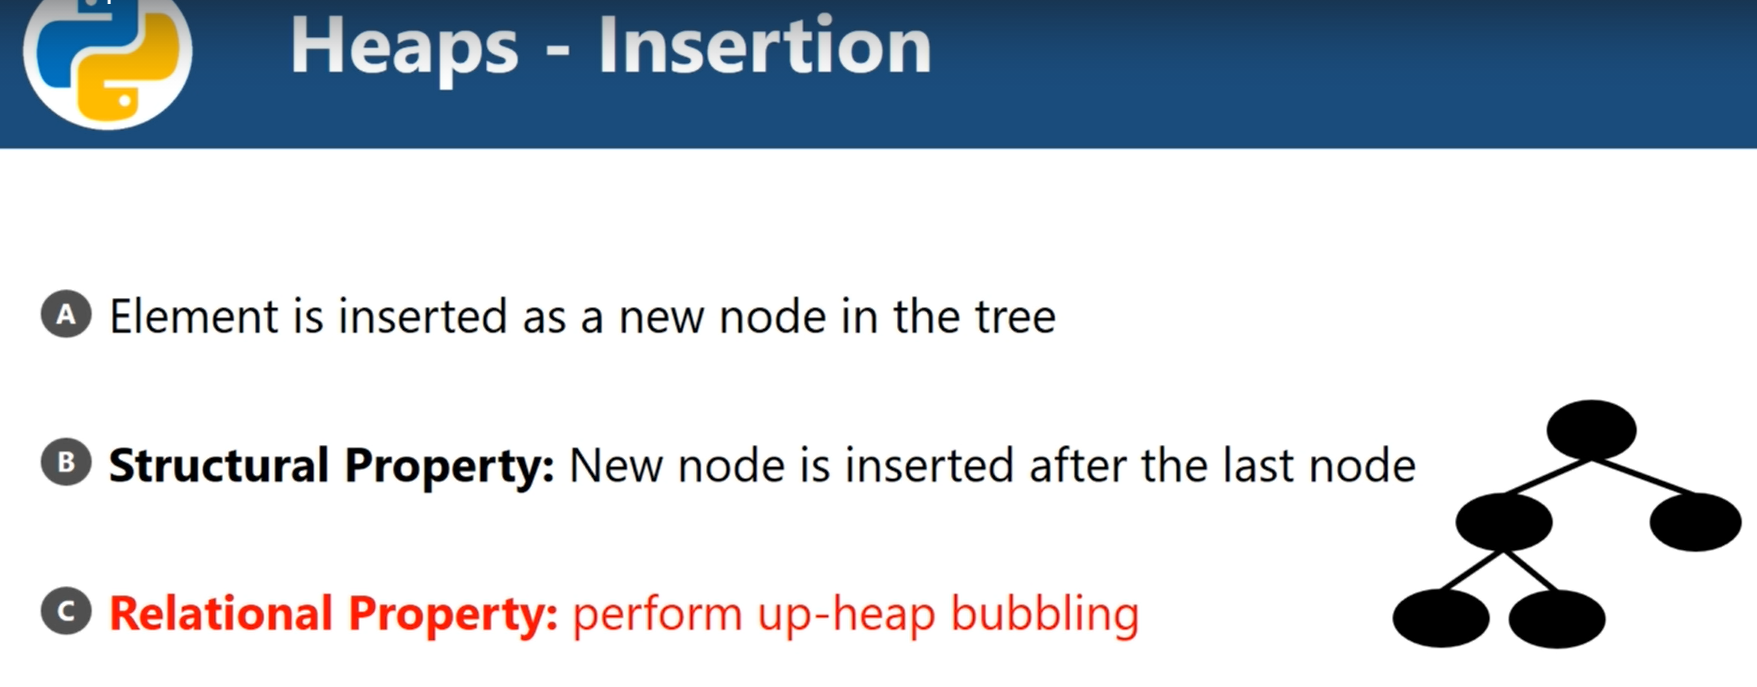 Heaps - Insertion
A Element is inserted as a new node in the tree
B Structural Property: New node is inserted after the last node
C Relational Property: perform up-heap bubbling